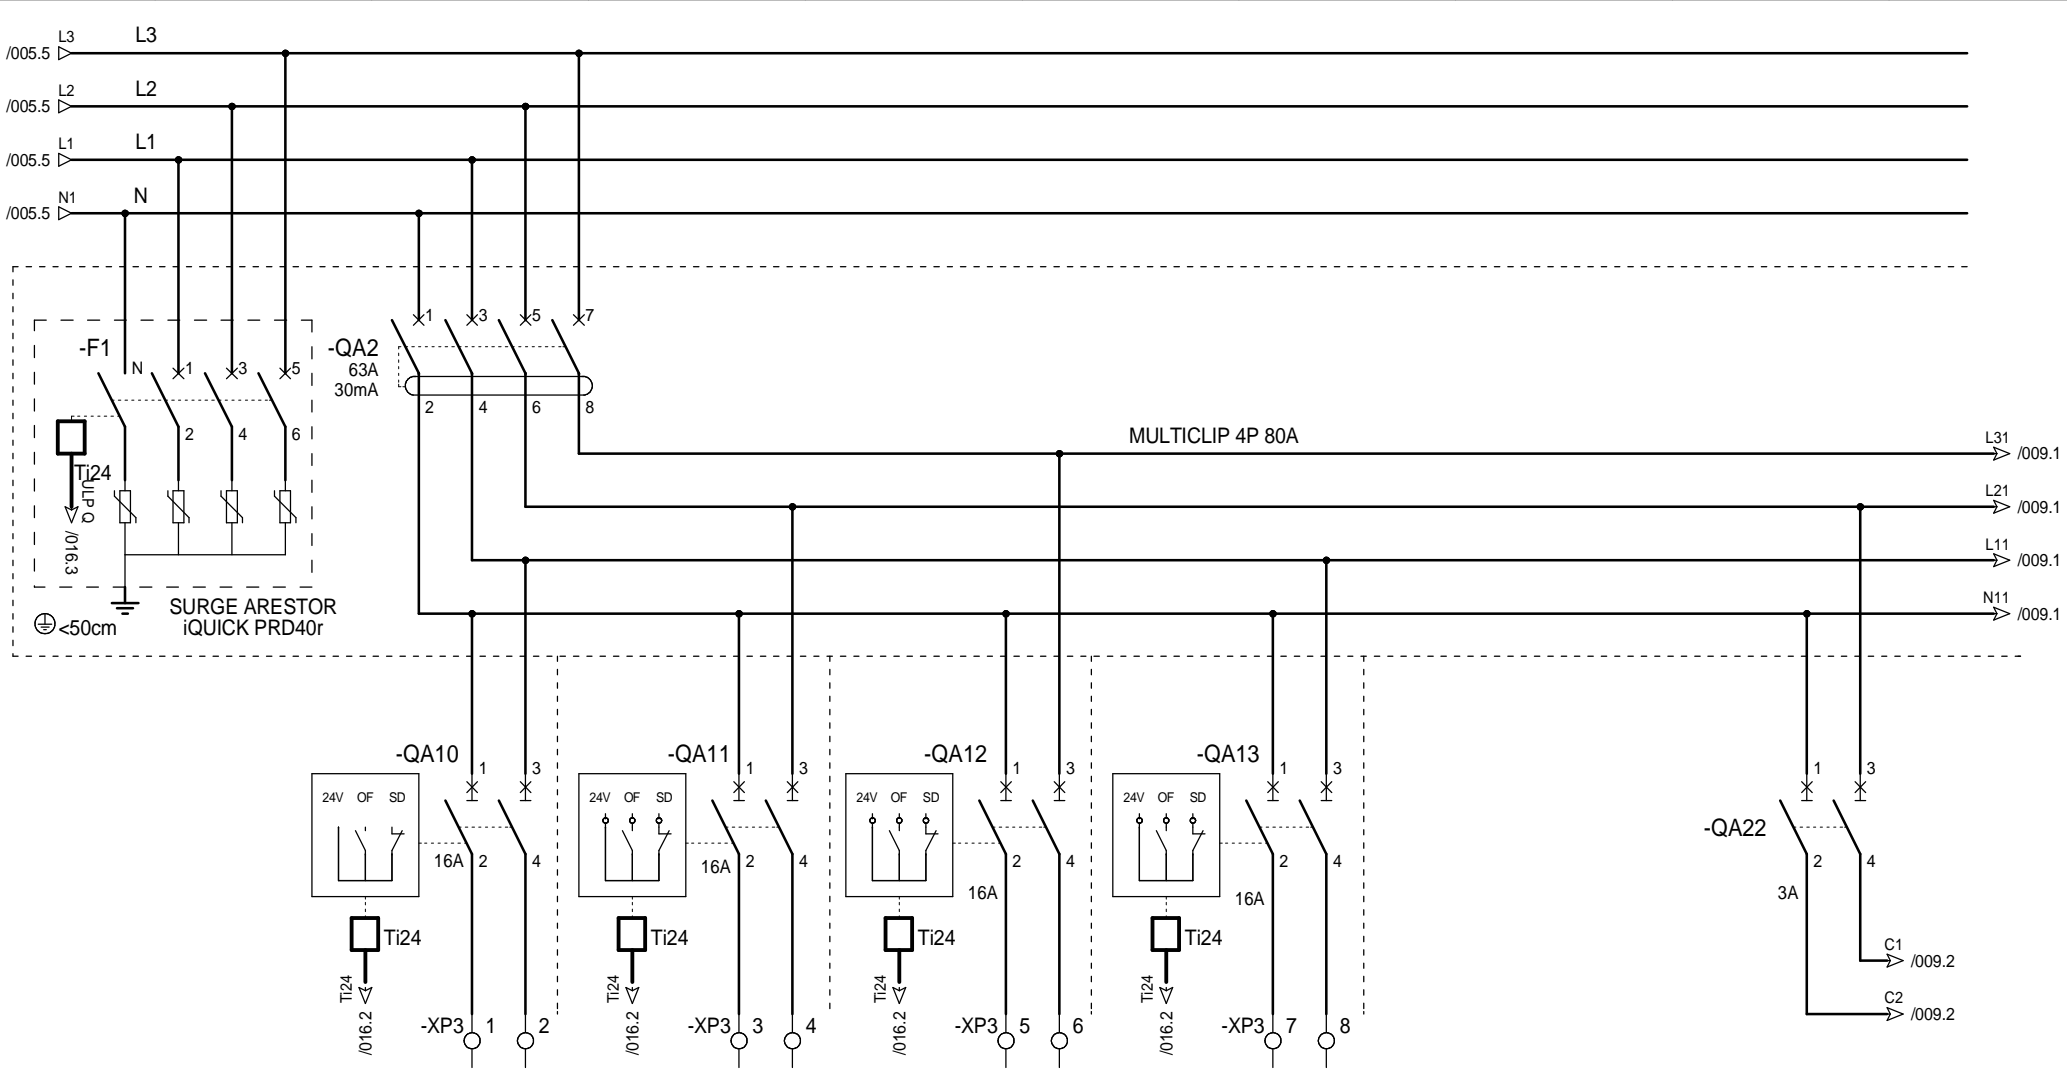 L3 L3
/005.5
L2 L2
/005.5
L1 L1
/005.5
N1 N
/005.5
-F1 N 1 3 5
2 4 6
Ti24
ULP Q
/016.3
<50cm
SURGE ARESTOR
iQUICK PRD40r
-QA2 1 3 5 7
63A
30mA
2 4 6 8
MULTICLIP 4P 80A
L31
/009.1
L21
/009.1
L11
/009.1
N11
/009.1
-QA10 1 3
24V OF SD
16A 2 4
Ti24
Ti24
/016.2
-XP3 1 2
-QA11 1 3
24V OF SD
16A 2 4
Ti24
Ti24
/016.2
-XP3 3 4
-QA12 1 3
24V OF SD
2 4
16A
Ti24
Ti24
/016.2
-XP3 5 6
-QA13 1 3
24V OF SD
2 4
16A
Ti24
Ti24
/016.2
-XP3 7 8
1 3
-QA22
2 4
3A
C1
/009.2
C2
/009.2